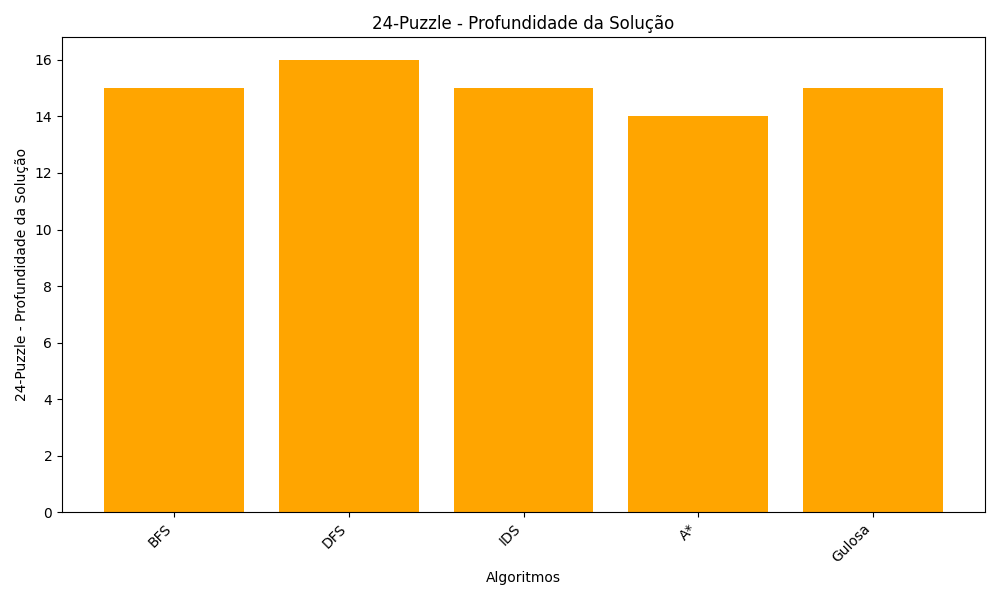 24-Puzzle - Profundidade da Solução
24-Puzzle - Profundidade da Solução
16
14
12
10
8
6
4
2
0
BFS
DFS
IDS
A*
Gulosa
Algoritmos